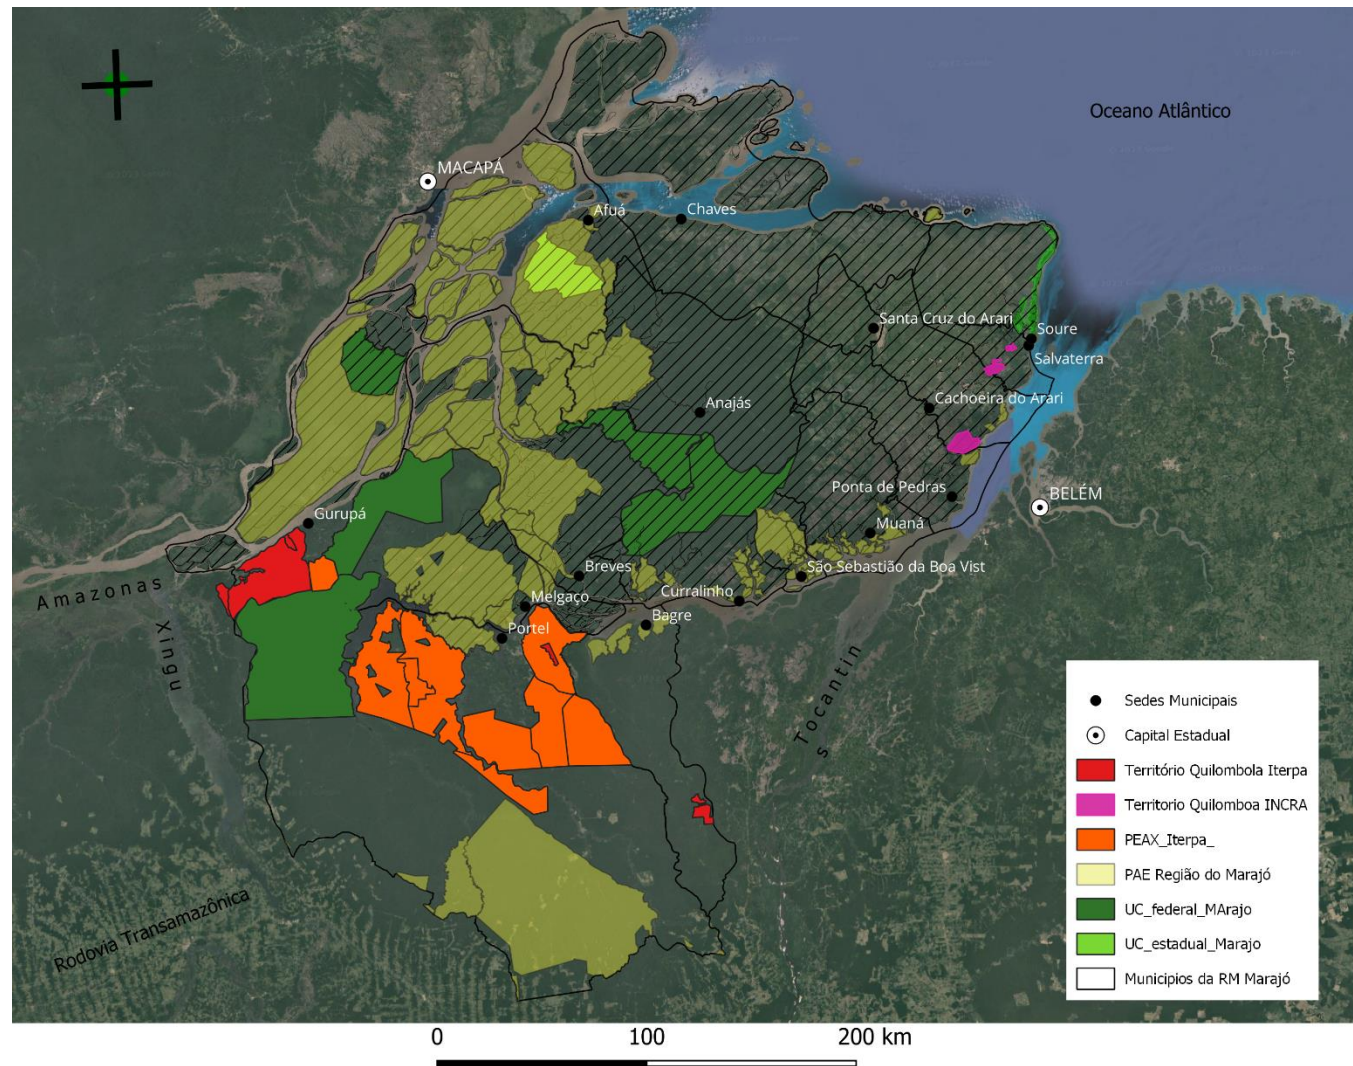 Oceano Atlântico
MACAPÁ
Afuá
Chaves
Santa Cruz do Arari
Soure
Salvaterra
Anajás
Cachoeira do Arari
Ponta de Pedras
BELÉM
Gurupá
Muaná
Breves
São Sebastião da Boa Vist
Amazonas
Melgaço
Curralinho
Bagre
Portel
Xingu
Tocantin
s
Rodovia Transamazônica
Sedes Municipais
Capital Estadual
Território Quilombola Iterpa
Territorio Quilomboa INCRA
PEAX_Iterpa_
PAE Região do Marajó
UC_federal_MArajo
UC_estadual_Marajo
Municipios da RM Marajó
0 100 200 km